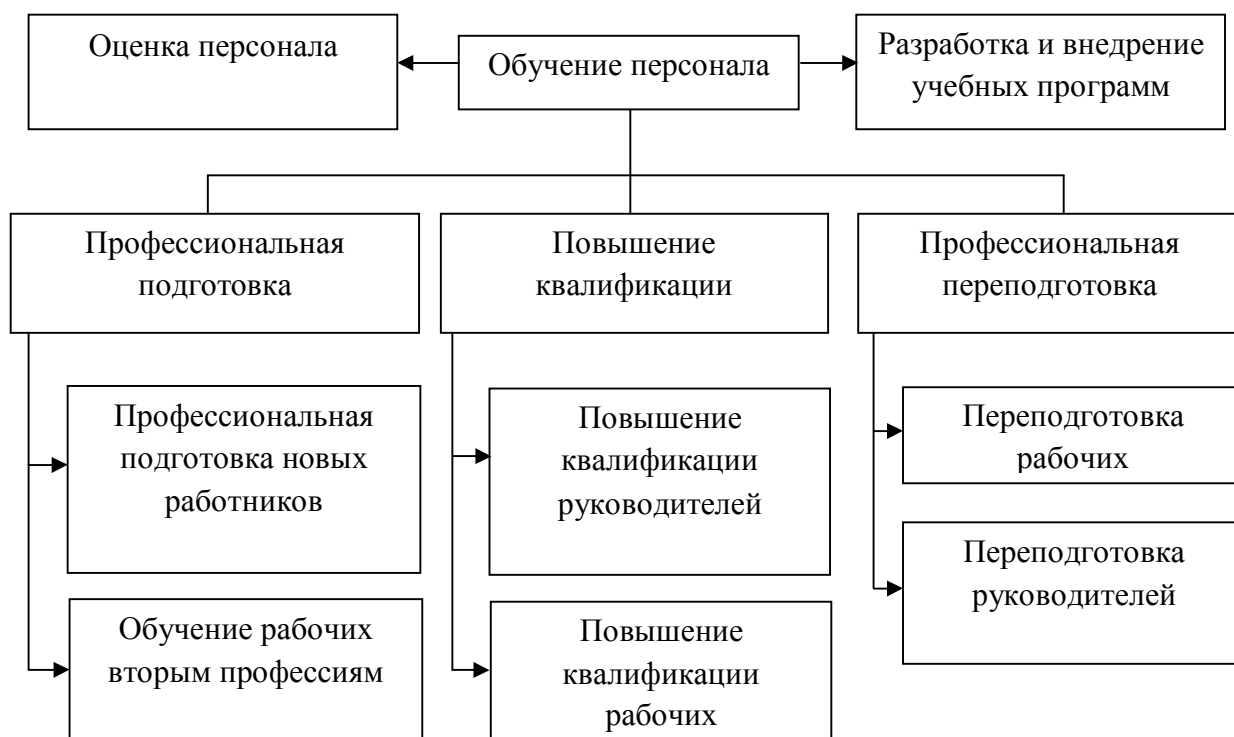 Оценка персонала
Обучение персонала
Разработка и внедрение
учебных программ
Профессиональная
подготовка
Повышение
квалификации
Профессиональная
переподготовка
Профессиональная
подготовка новых
работников
Обучение рабочих
вторым профессиям
Повышение
квалификации
руководителей
Повышение
квалификации
рабочих
Переподготовка
рабочих
Переподготовка
руководителей